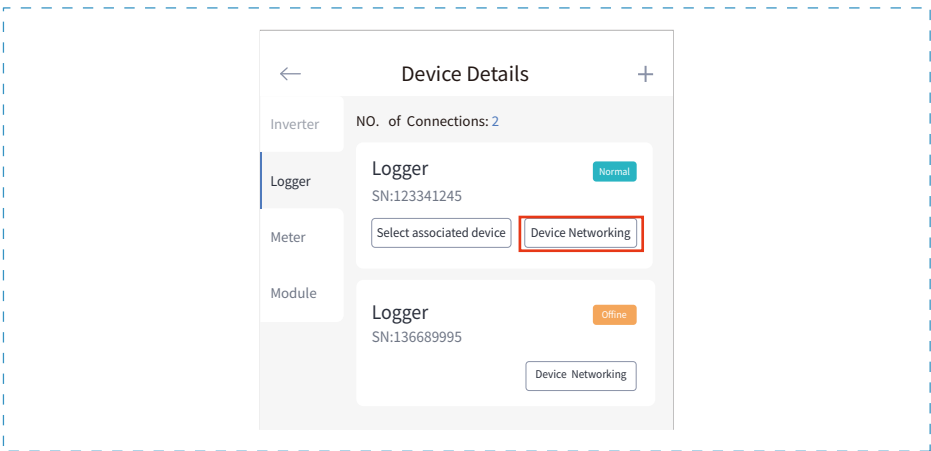 Device Details
Inverter
NO. of Connections: 2
Logger
Normal
SN:123341245
Logger
Select associated device
Device Networking
Meter
Module
Logger
Offine
SN:136689995
Device Networking